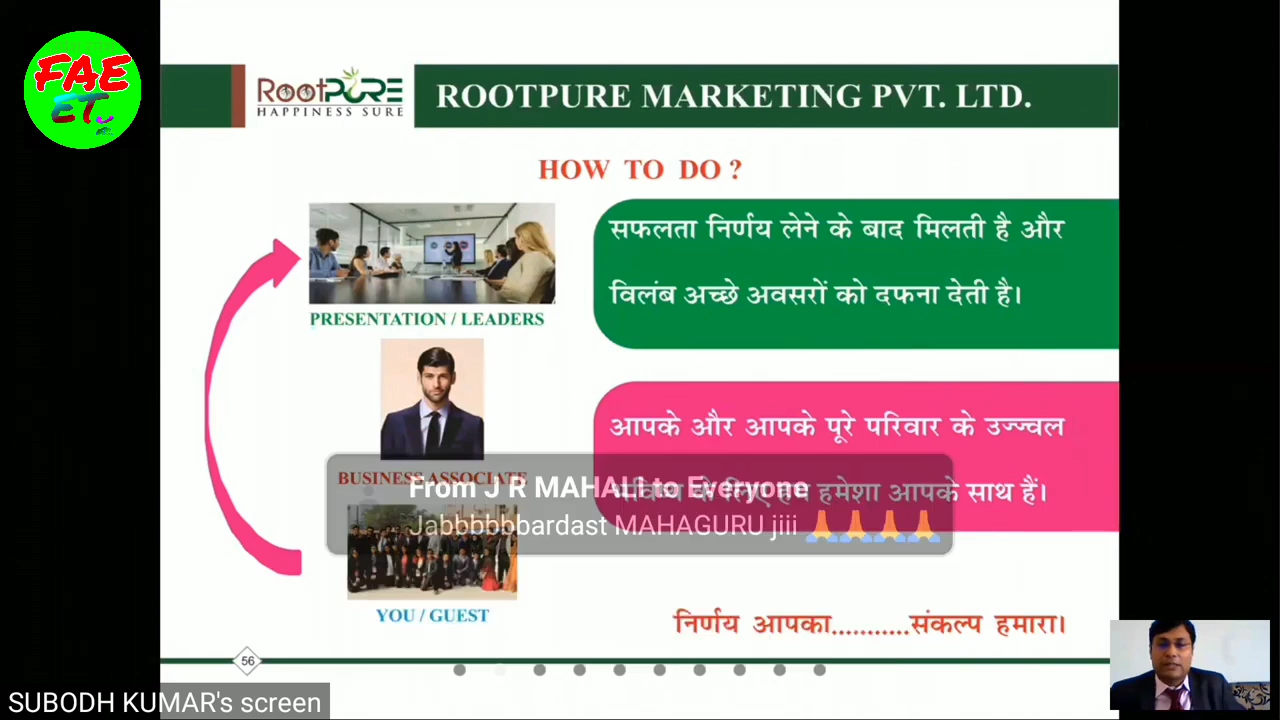 FAE
ET
RootPURE
HAPPINESS SURE
ROOTPURE MARKETING PVT. LTD.
HOW TO DO ?
सफलता निर्णय लेने के बाद मिलती है और
विलंब अच्छे अवसरों को दफना देती है।
PRESENTATION / LEADERS
आपके और आपके पूरे परिवार के उज्ज्वल
के लिए हम हमेशा आपके साथ हैं।
BUSINESS ASSOCIATE
From J R MAHALI to Everyone
Jabbbbbbardast MAHAGURU jiii 🙏🙏🙏🙏
YOU / GUEST
निर्णय आपका...........संकल्प हमारा।
56
SUBODH KUMAR's screen